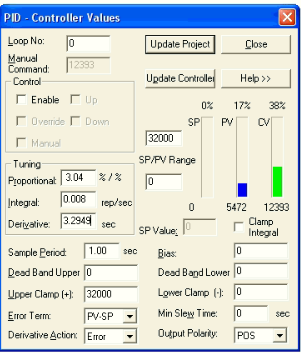 PID - Controller Values
Loop No: 0
Update Project
Close
Manual Command: 12393
Update Controller
Help >>
Control
Enable Up
Override Down
Manual
0% 17% 38%
SP PV CV
32000
SP/PV Range
0
0 5472 12393
Tuning
Proportional: 3.04 % / %
Integral: 0.008 rep/sec
Derivative: 3.2949 sec
SP Value: 0
Clamp Integral
Sample Period: 1.00 sec
Bias: 0
Dead Band Upper 0
Dead Band Lower 0
Upper Clamp (+): 32000
Lower Clamp (-): 0
Error Term: PV-SP
Min Slew Time: 0 sec
Derivative Action: Error
Output Polarity: POS